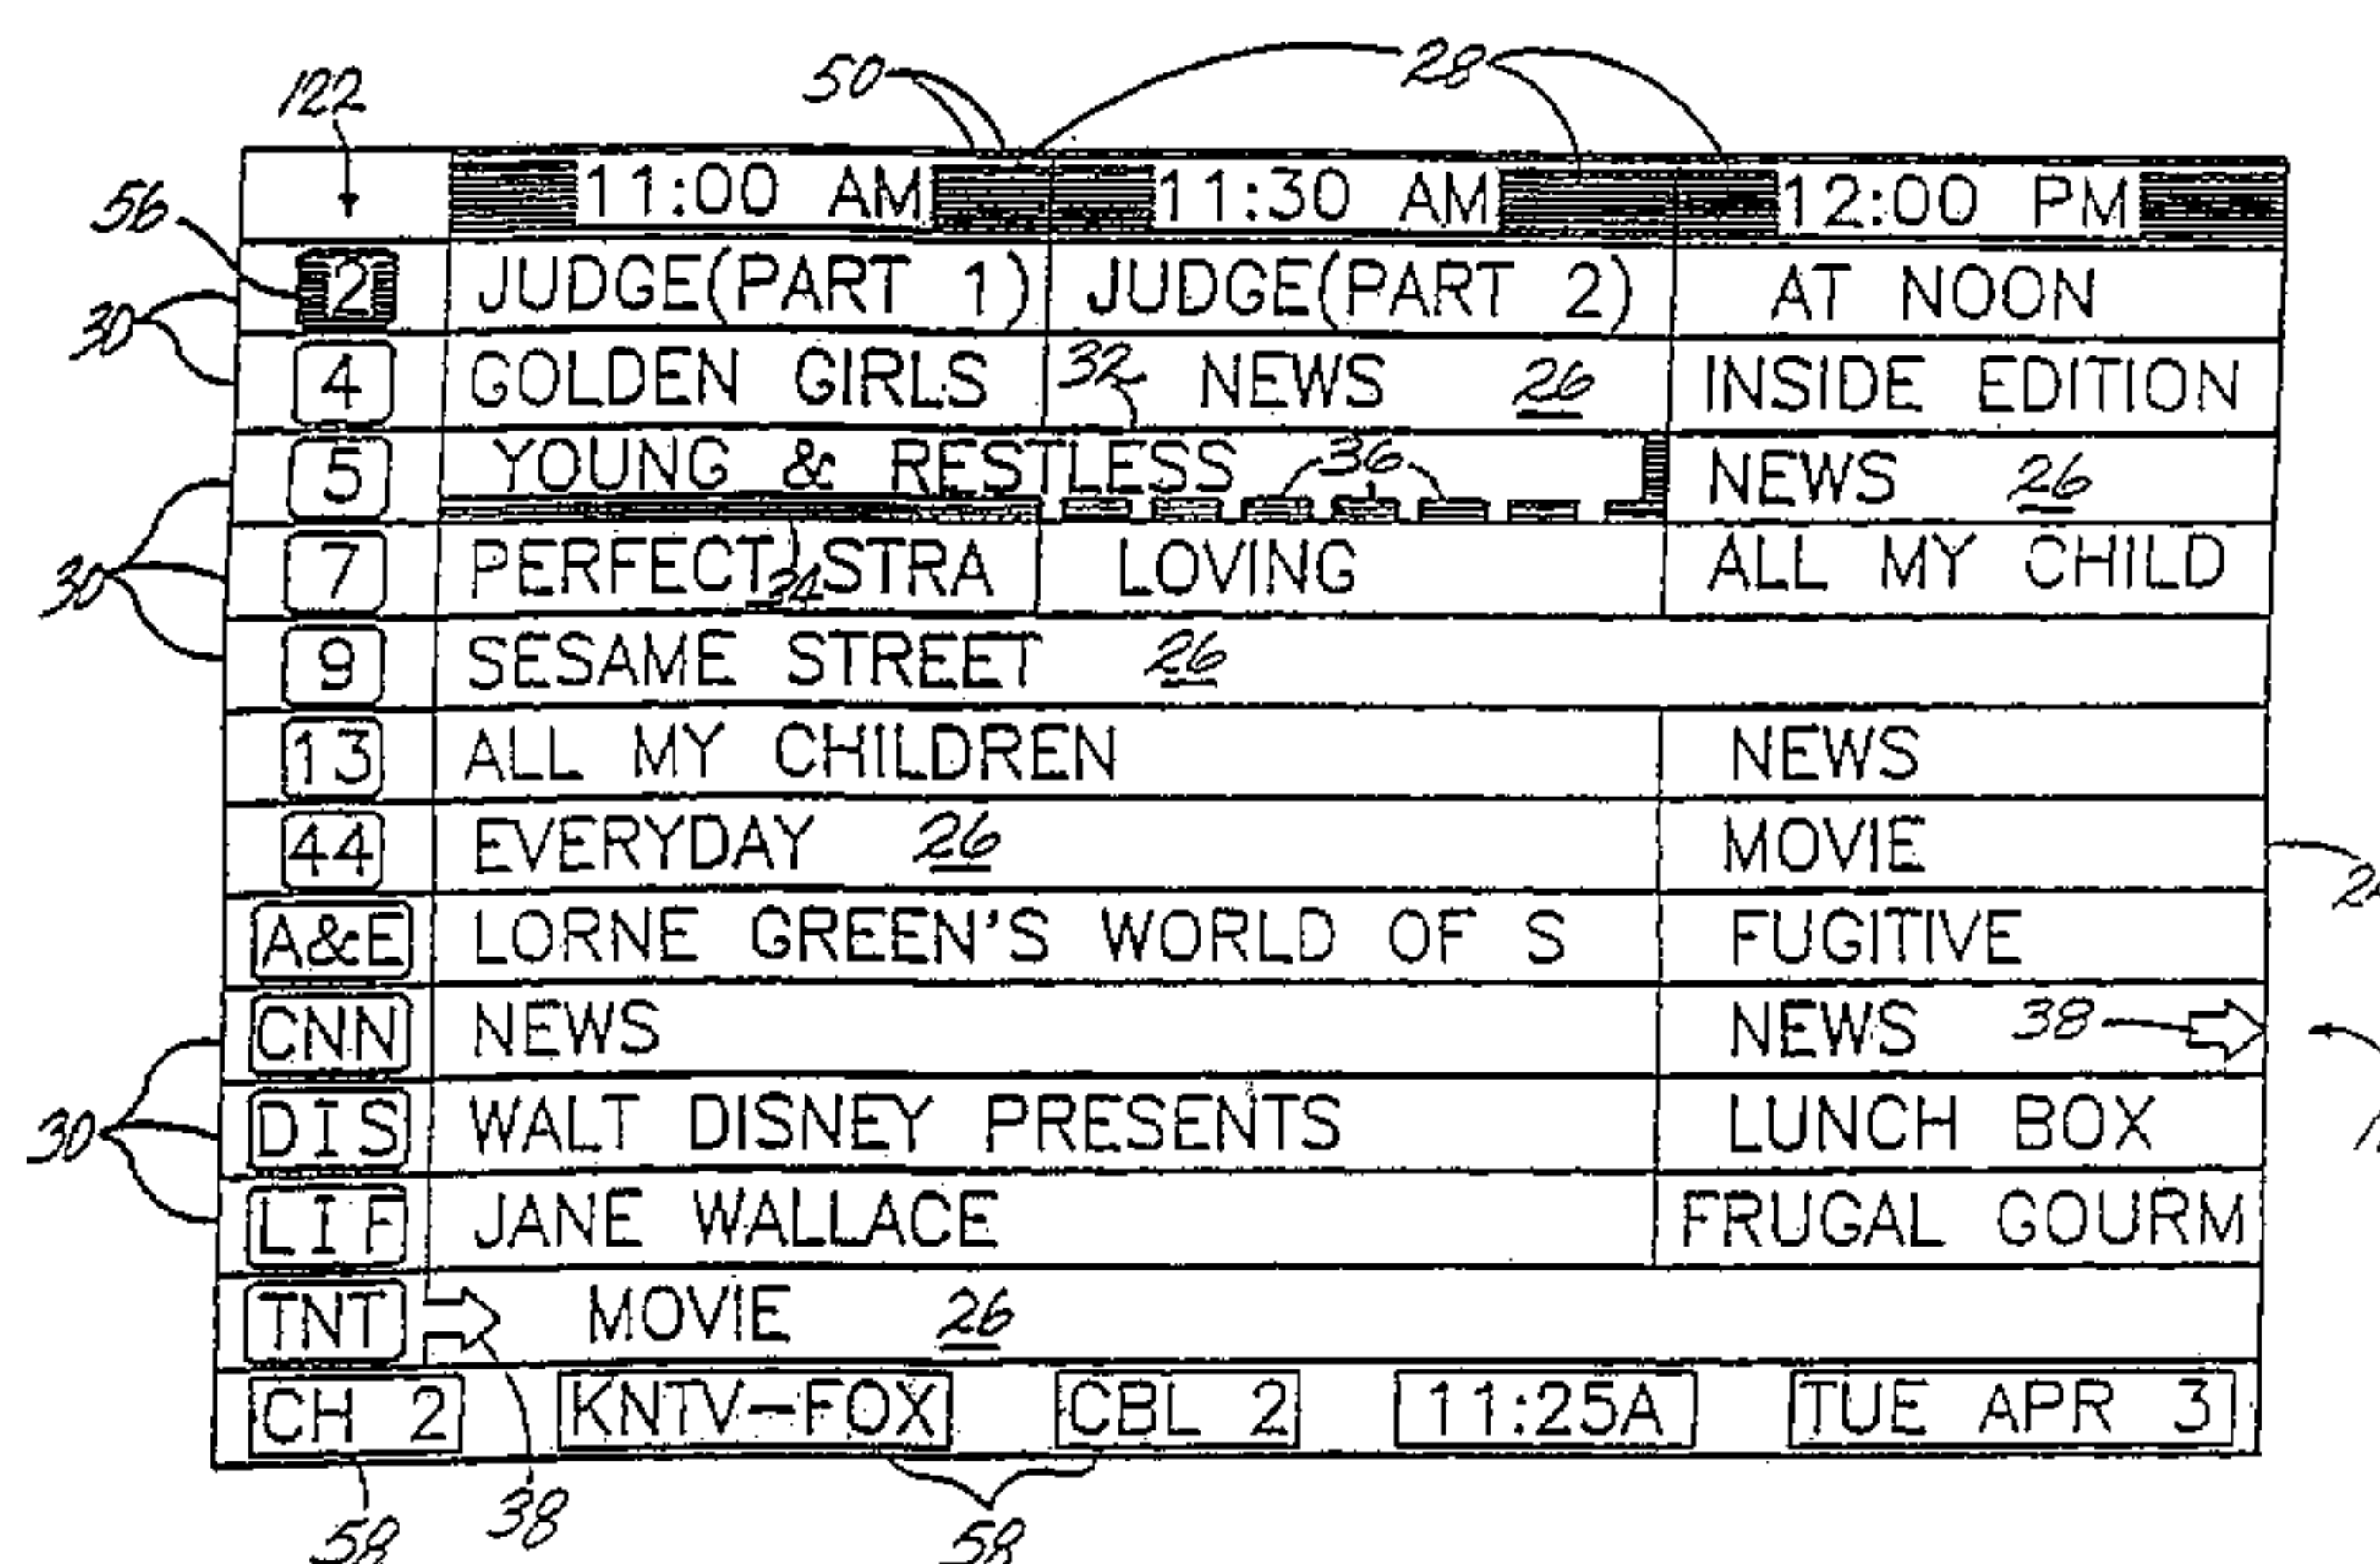 122 50 28
11:00 AM 11:30 AM 12:00 PM
56
2 JUDGE(PART 1) JUDGE(PART 2) AT NOON
30
4 GOLDEN GIRLS 32 NEWS 26 INSIDE EDITION
5 YOUNG & RESTLESS 36 NEWS 26
30
7 PERFECT STRA 34 LOVING ALL MY CHILD
9 SESAME STREET 26
13 ALL MY CHILDREN NEWS
44 EVERYDAY 26 MOVIE
A&E LORNE GREEN'S WORLD OF S FUGITIVE
CNN NEWS NEWS 38
30
DIS WALT DISNEY PRESENTS LUNCH BOX
LIF JANE WALLACE FRUGAL GOURM
TNT MOVIE 26
CH 2 KNTV-FOX CBL 2 11:25A TUE APR 3
58 38 58